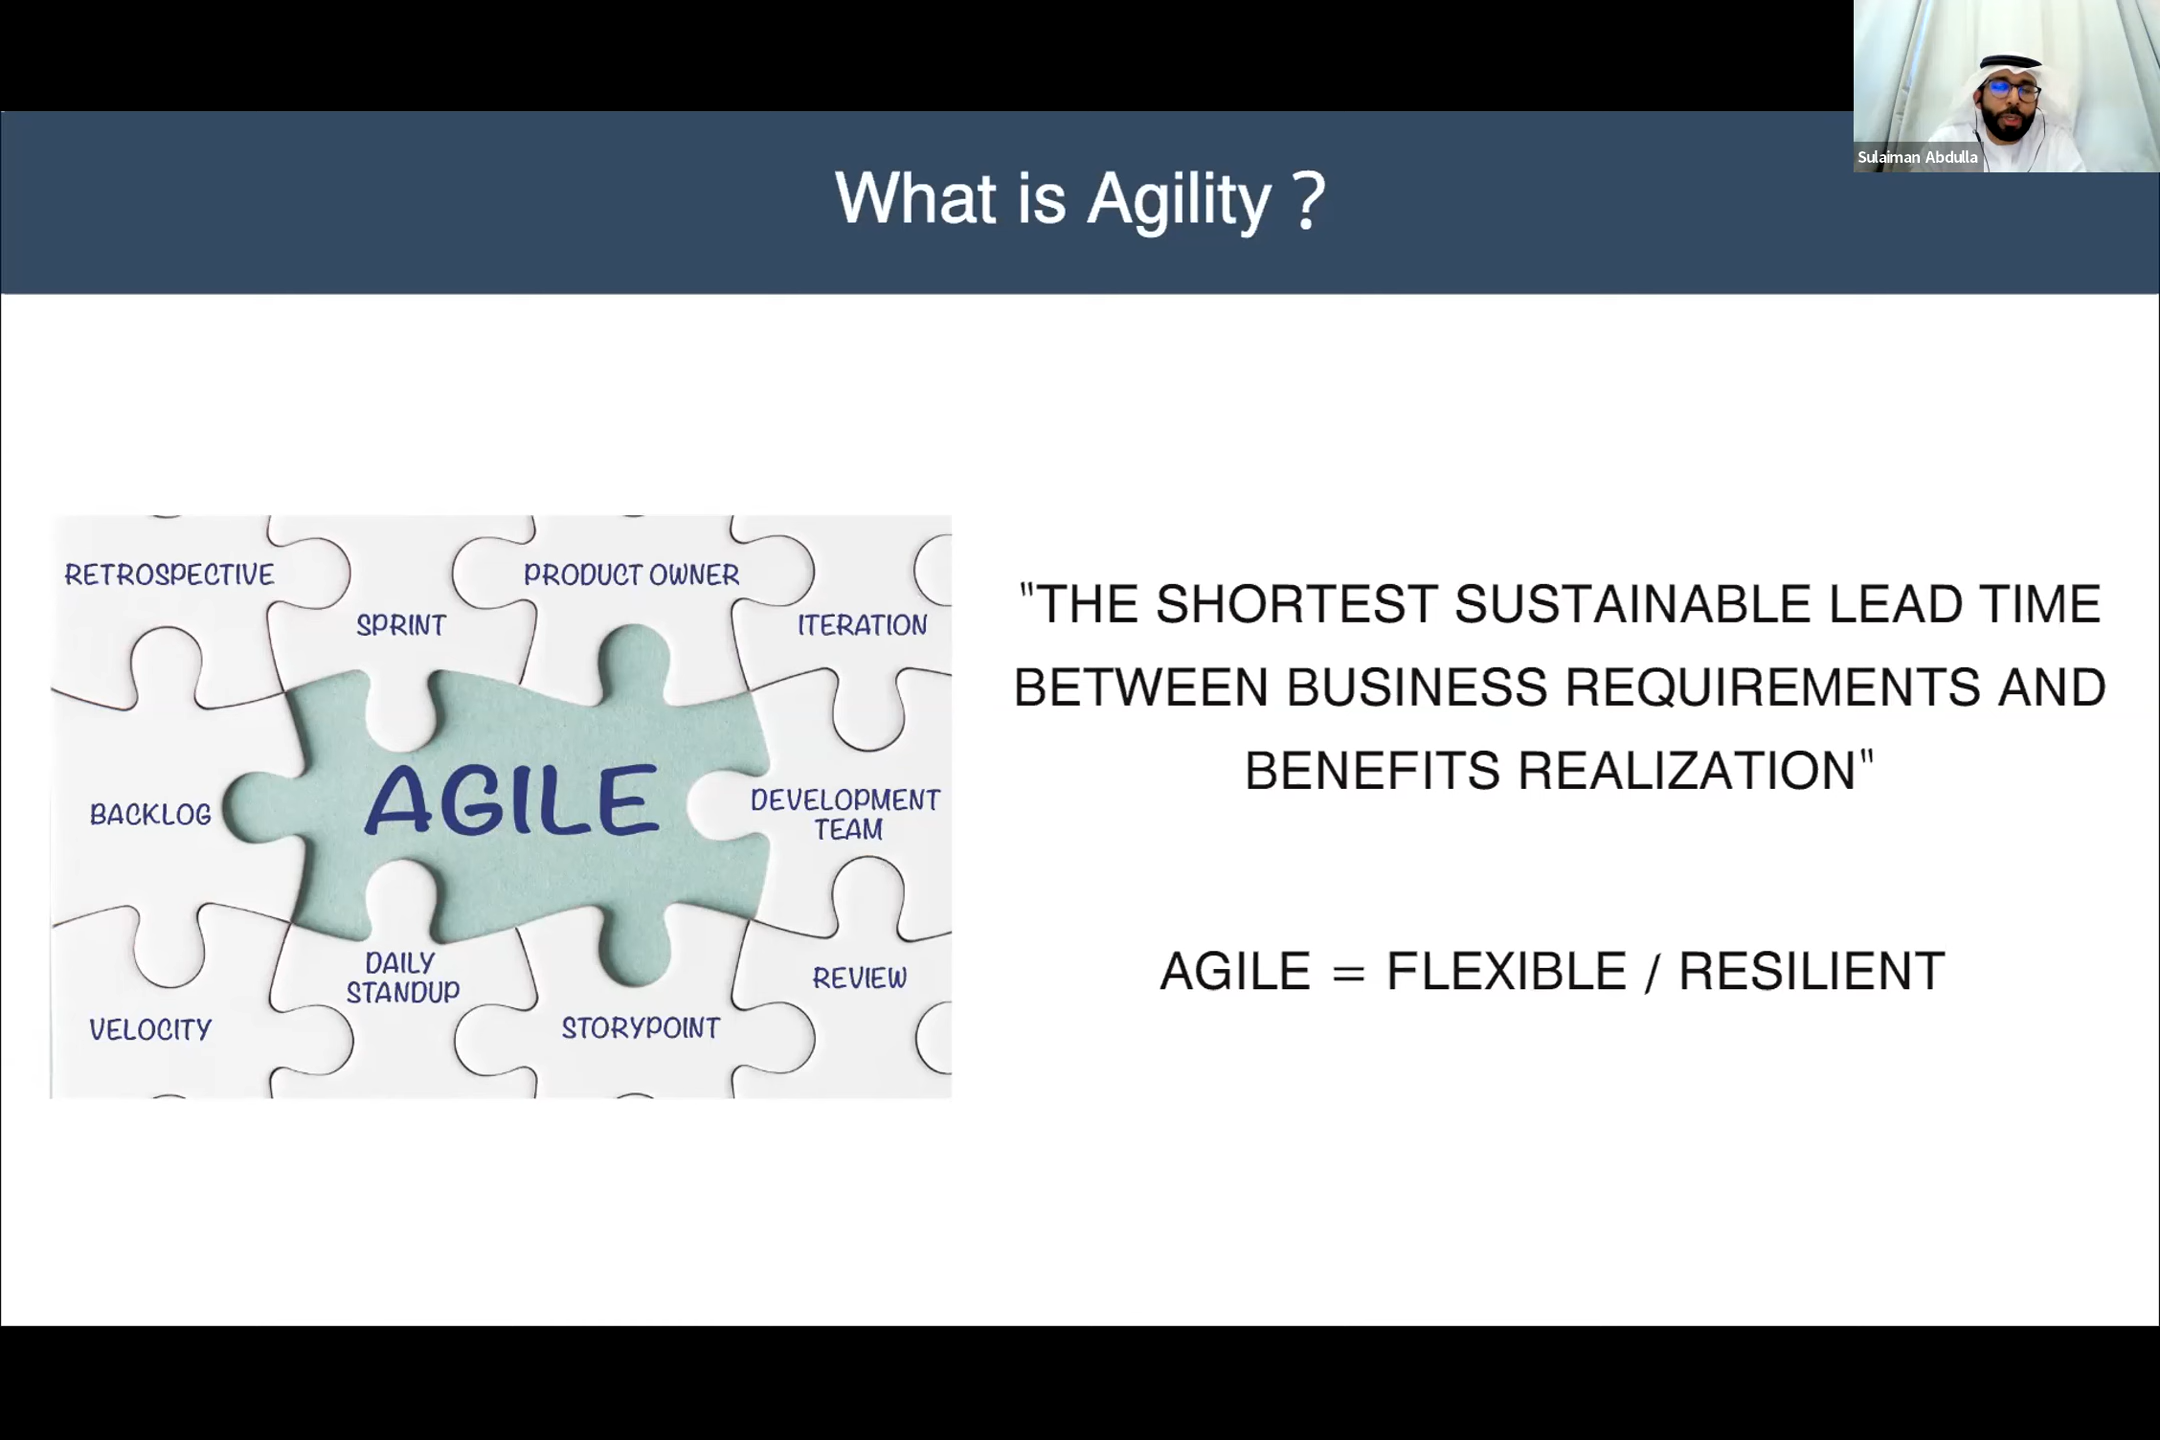 Sulaiman Abdulla
What is Agility ?
RETROSPECTIVE
SPRINT
PRODUCT OWNER
ITERATION
BACKLOG
AGILE
DEVELOPMENT
TEAM
VELOCITY
DAILY
STANDUP
STORYPOINT
REVIEW
"THE SHORTEST SUSTAINABLE LEAD TIME
BETWEEN BUSINESS REQUIREMENTS AND
BENEFITS REALIZATION"
AGILE = FLEXIBLE / RESILIENT